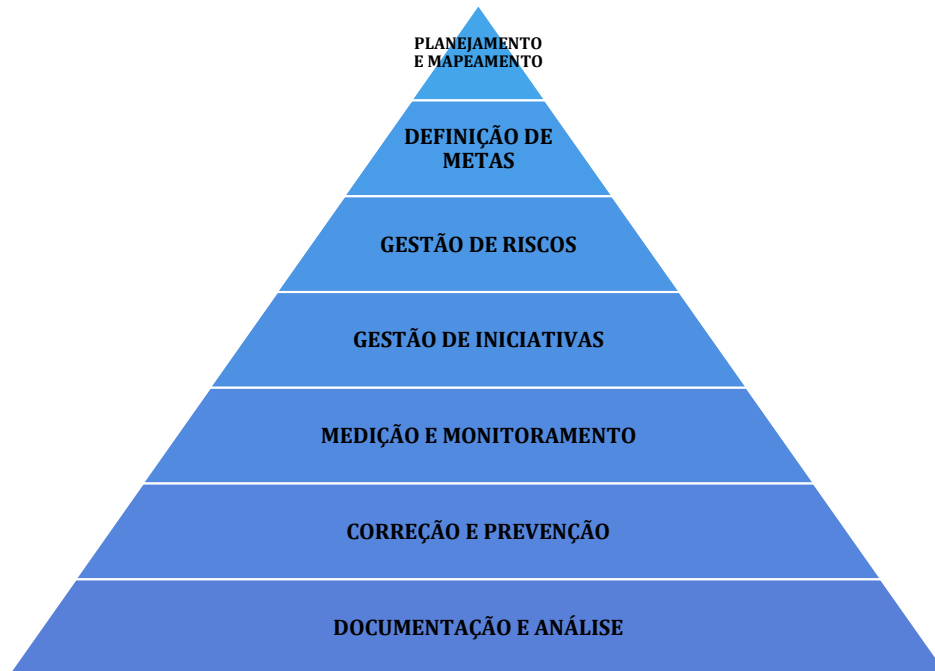 PLANEJAMENTO
E MAPEAMENTO
DEFINIÇÃO DE
METAS
GESTÃO DE RISCOS
GESTÃO DE INICIATIVAS
MEDIÇÃO E MONITORAMENTO
CORREÇÃO E PREVENÇÃO
DOCUMENTAÇÃO E ANÁLISE